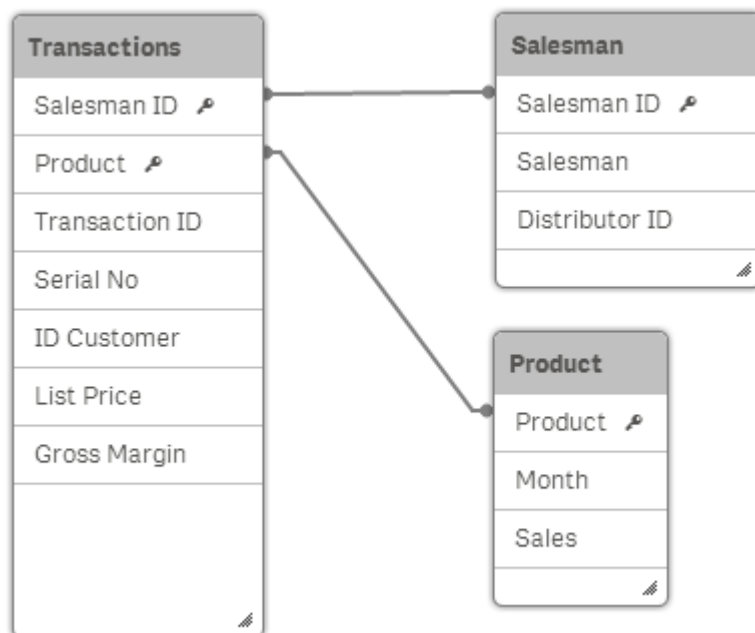 Transactions
Salesman ID
Product
Transaction ID
Serial No
ID Customer
List Price
Gross Margin
Salesman
Salesman ID
Salesman
Distributor ID
Product
Product
Month
Sales